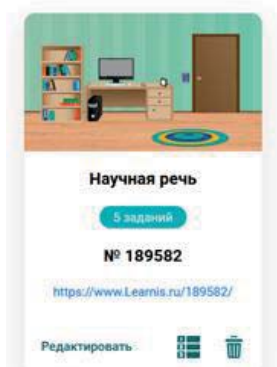 Научная речь
5 заданий
№ 189582
https://www.Learnis.ru/189582/
Редактировать